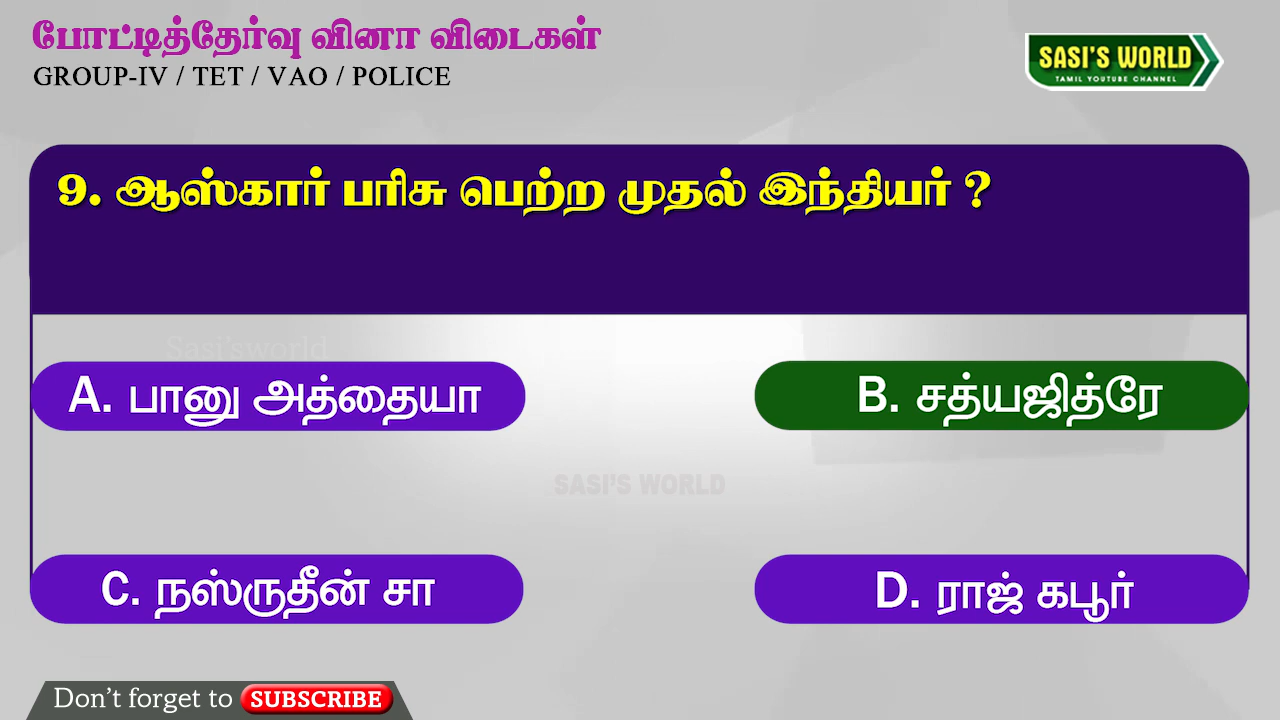 போட்டித்தேர்வு வினா விடைகள்
GROUP-IV / TET / VAO / POLICE
SASI'S WORLD
TAMIL YOUTUBE CHANNEL
9. ஆஸ்கார் பரிசு பெற்ற முதல் இந்தியர் ?
Sasi'sworld
A. பானு அத்தையா
B. சத்யஜித்ரே
SASI'S WORLD
C. நஸ்ருதீன் சா
D. ராஜ் கபூர்
Don't forget to SUBSCRIBE